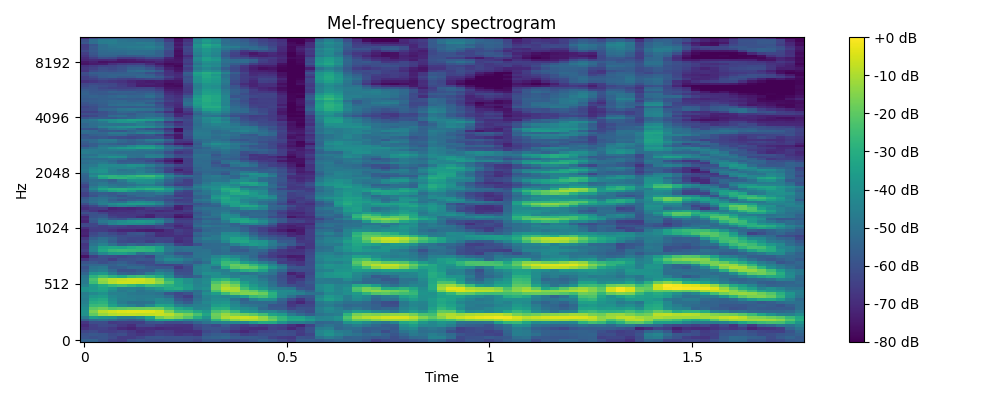 Mel-frequency spectrogram
8192
4096
2048
1024
512
0
Hz
0 0.5 1 1.5
Time
+0 dB
-10 dB
-20 dB
-30 dB
-40 dB
-50 dB
-60 dB
-70 dB
-80 dB